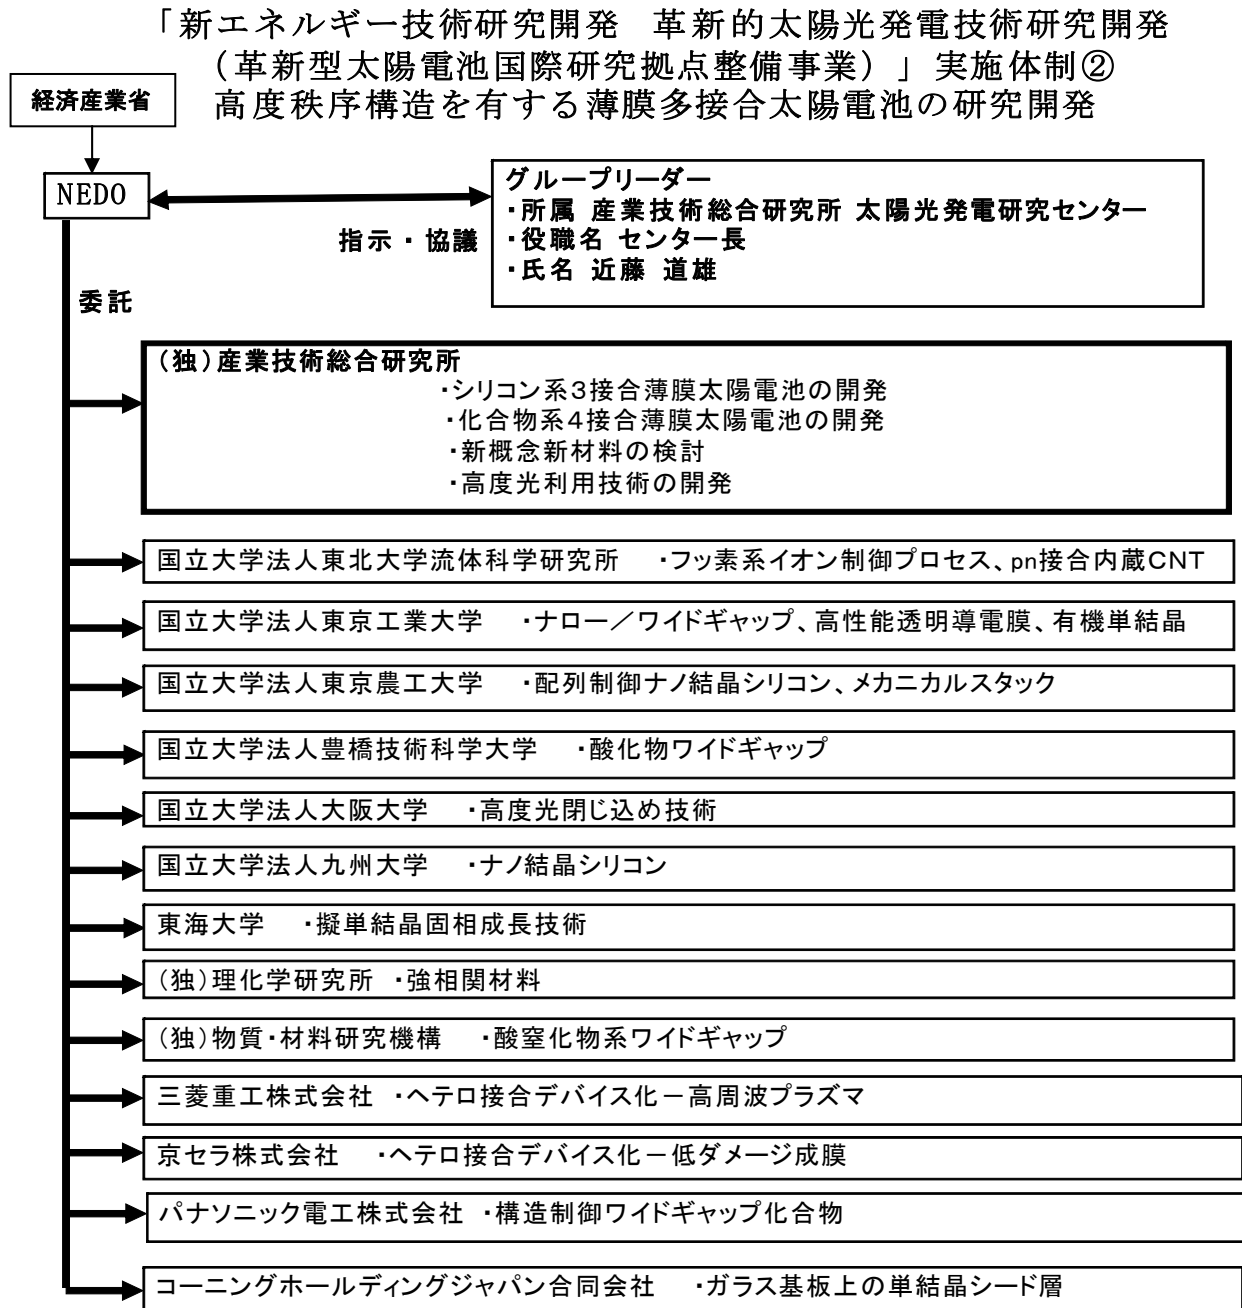 「新エネルギー技術研究開発　革新的太陽光発電技術研究開発
（革新型太陽電池国際研究拠点整備事業）」実施体制②
高度秩序構造を有する薄膜多接合太陽電池の研究開発
経済産業省
NEDO
グループリーダー
・所属 産業技術総合研究所 太陽光発電研究センター
・役職名 センター長
・氏名 近藤 道雄
指示・協議
委託
（独）産業技術総合研究所
・シリコン系３接合薄膜太陽電池の開発
・化合物系４接合薄膜太陽電池の開発
・新概念新材料の検討
・高度光利用技術の開発
国立大学法人東北大学流体科学研究所　・フッ素系イオン制御プロセス、pn接合内蔵ＣＮＴ
国立大学法人東京工業大学　・ナロー／ワイドギャップ、高性能透明導電膜、有機単結晶
国立大学法人東京農工大学　・配列制御ナノ結晶シリコン、メカニカルスタック
国立大学法人豊橋技術科学大学　・酸化物ワイドギャップ
国立大学法人大阪大学　・高度光閉じ込め技術
国立大学法人九州大学　・ナノ結晶シリコン
東海大学　・擬単結晶固相成長技術
（独）理化学研究所　・強相関材料
（独）物質・材料研究機構　・酸窒化物系ワイドギャップ
三菱重工株式会社　・ヘテロ接合デバイス化－高周波プラズマ
京セラ株式会社　・ヘテロ接合デバイス化－低ダメージ成膜
パナソニック電工株式会社　・構造制御ワイドギャップ化合物
コーニングホールディングジャパン合同会社　・ガラス基板上の単結晶シード層